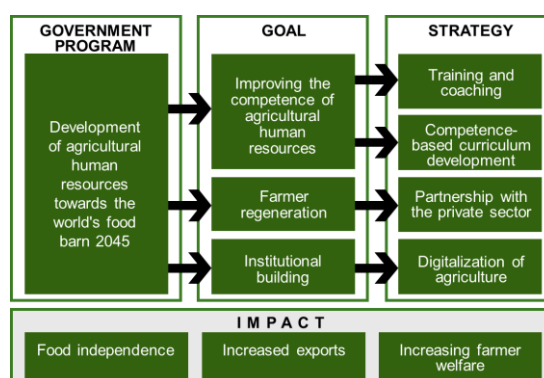 GOVERNMENT
PROGRAM
Development
of agricultural
human
resources
towards the
world's food
barn 2045
GOAL
Improving the
competence of
agricultural
human
resources
Farmer
regeneration
Institutional
building
STRATEGY
Training and
coaching
Competence-
based curriculum
development
Partnership with
the private sector
Digitalization of
agriculture
IMPACT
Food independence
Increased exports
Increasing farmer
welfare